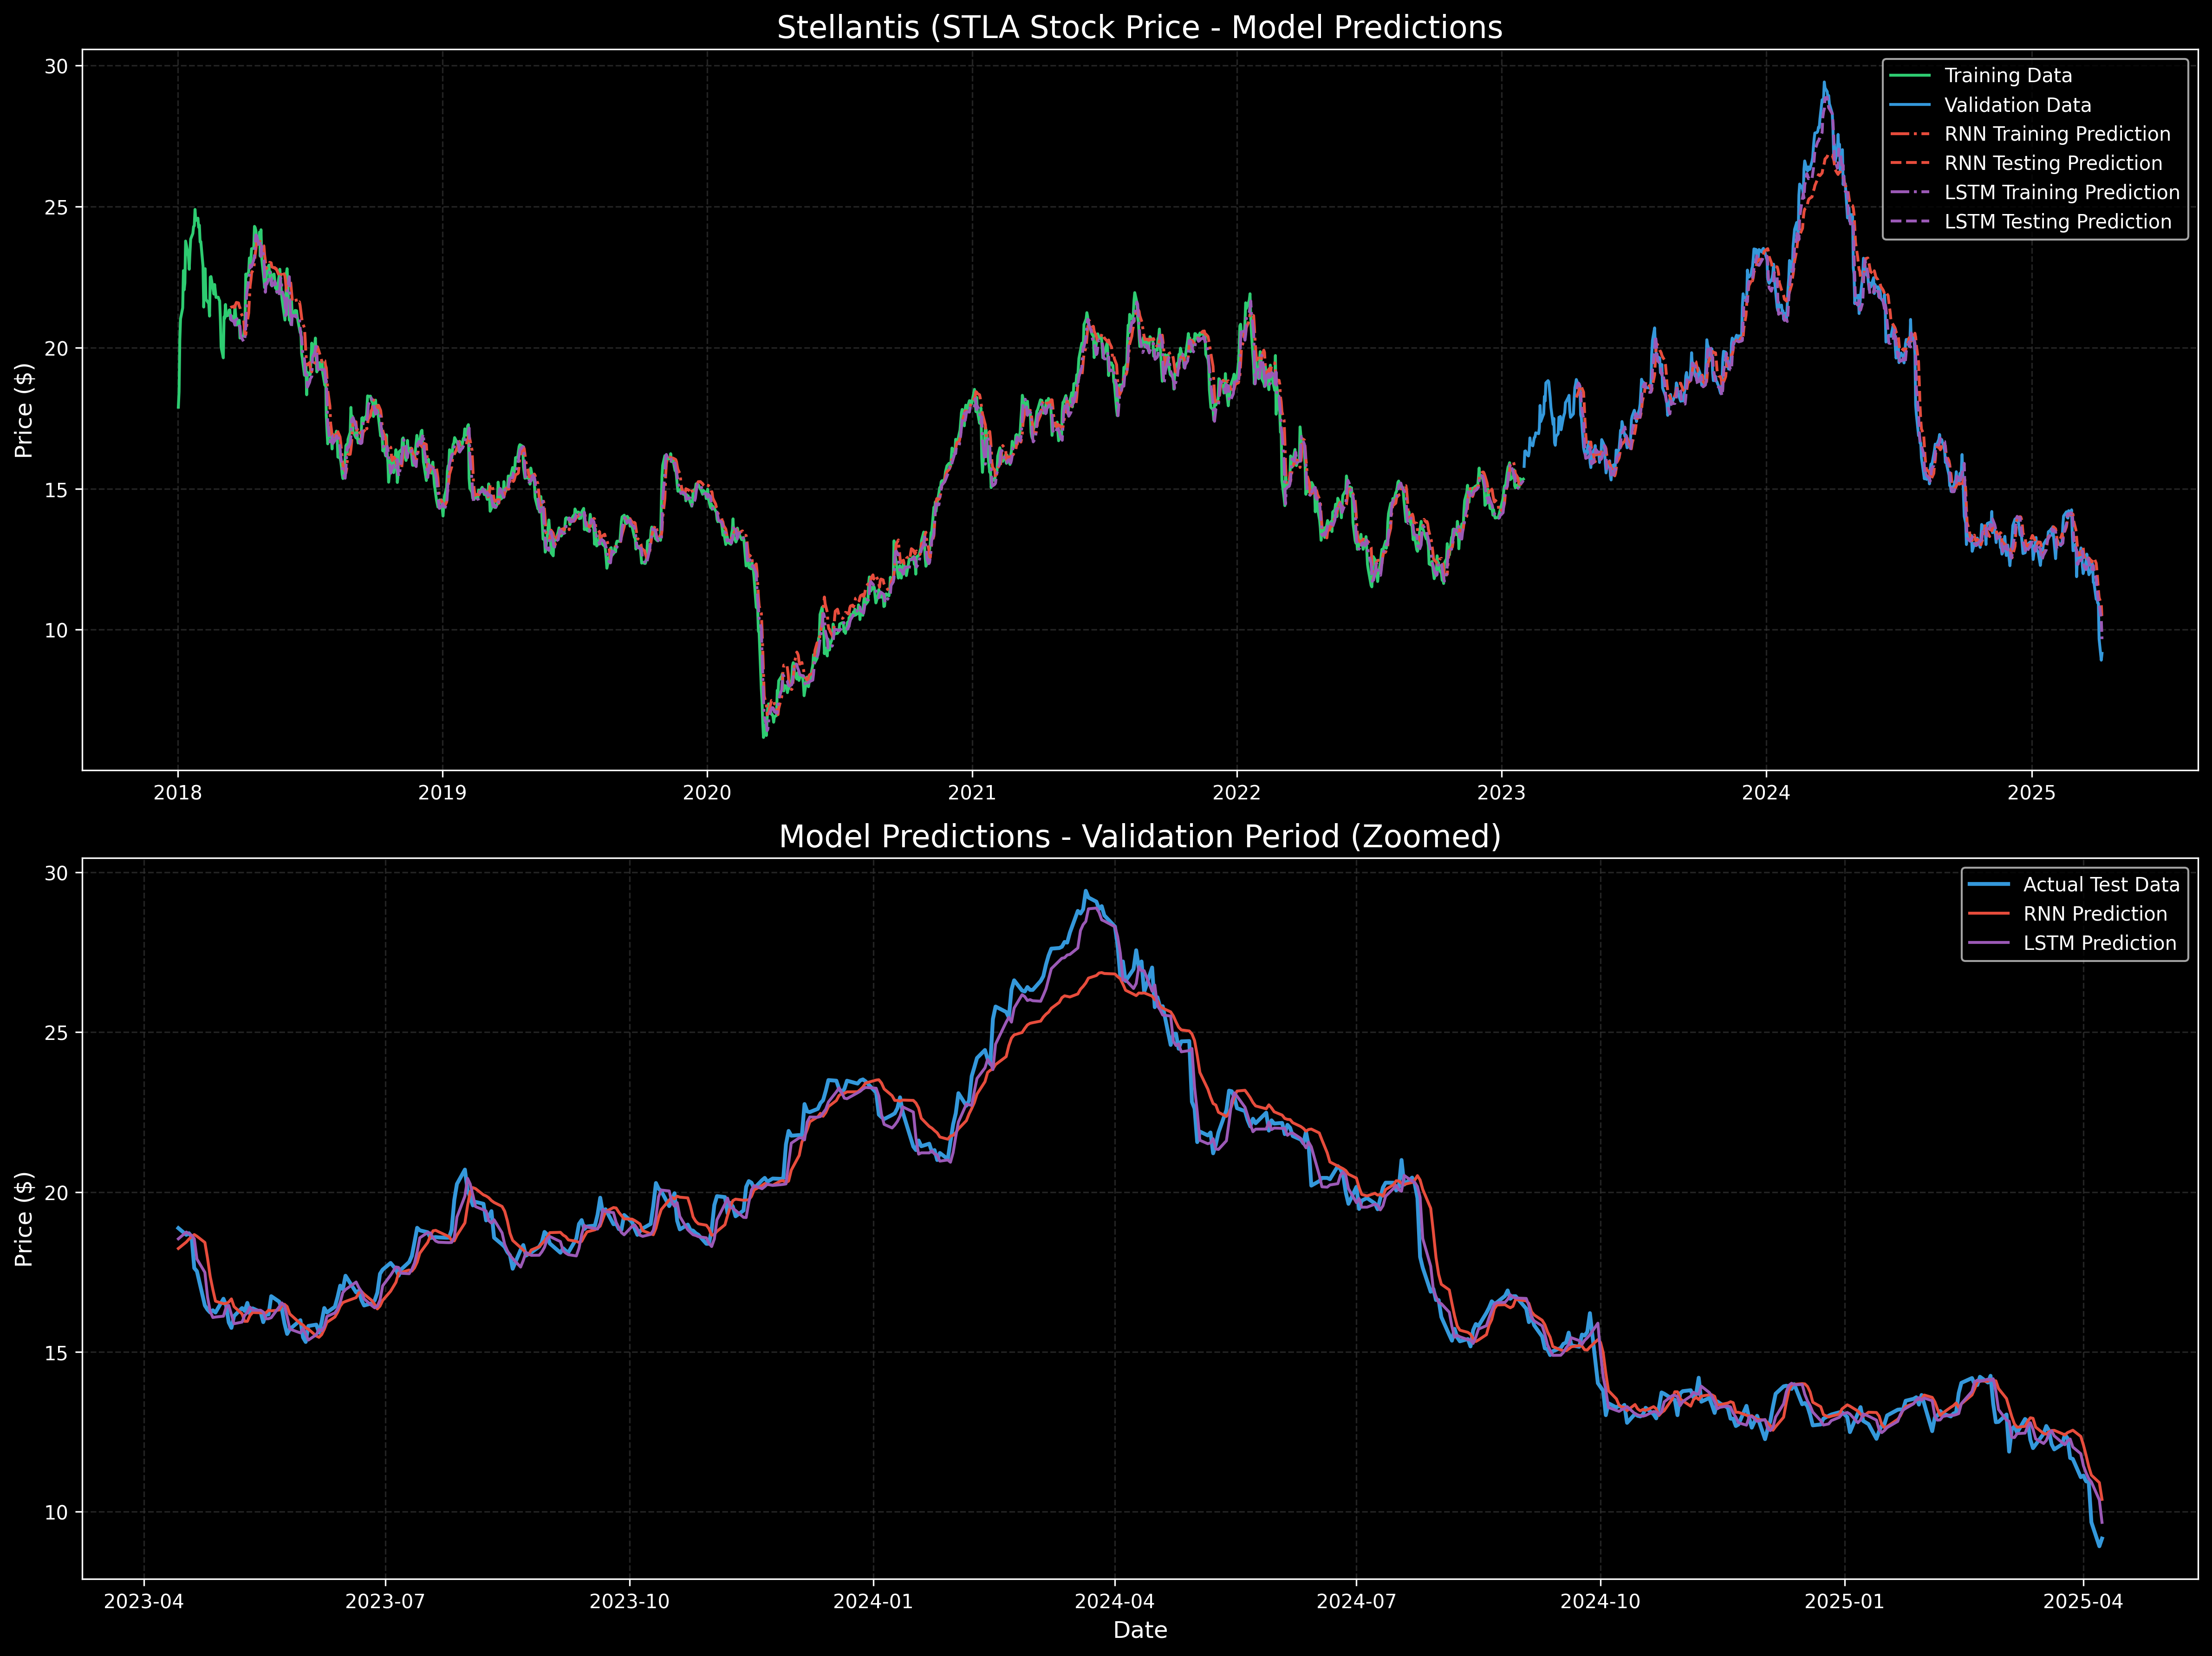 Stellantis (STLA Stock Price - Model Predictions
Price ($)
30
25
20
15
10
2018
2019
2020
2021
2022
2023
2024
2025
Training Data
Validation Data
RNN Training Prediction
RNN Testing Prediction
LSTM Training Prediction
LSTM Testing Prediction
Model Predictions - Validation Period (Zoomed)
Price ($)
30
25
20
15
10
2023-04
2023-07
2023-10
2024-01
2024-04
2024-07
2024-10
2025-01
2025-04
Date
Actual Test Data
RNN Prediction
LSTM Prediction